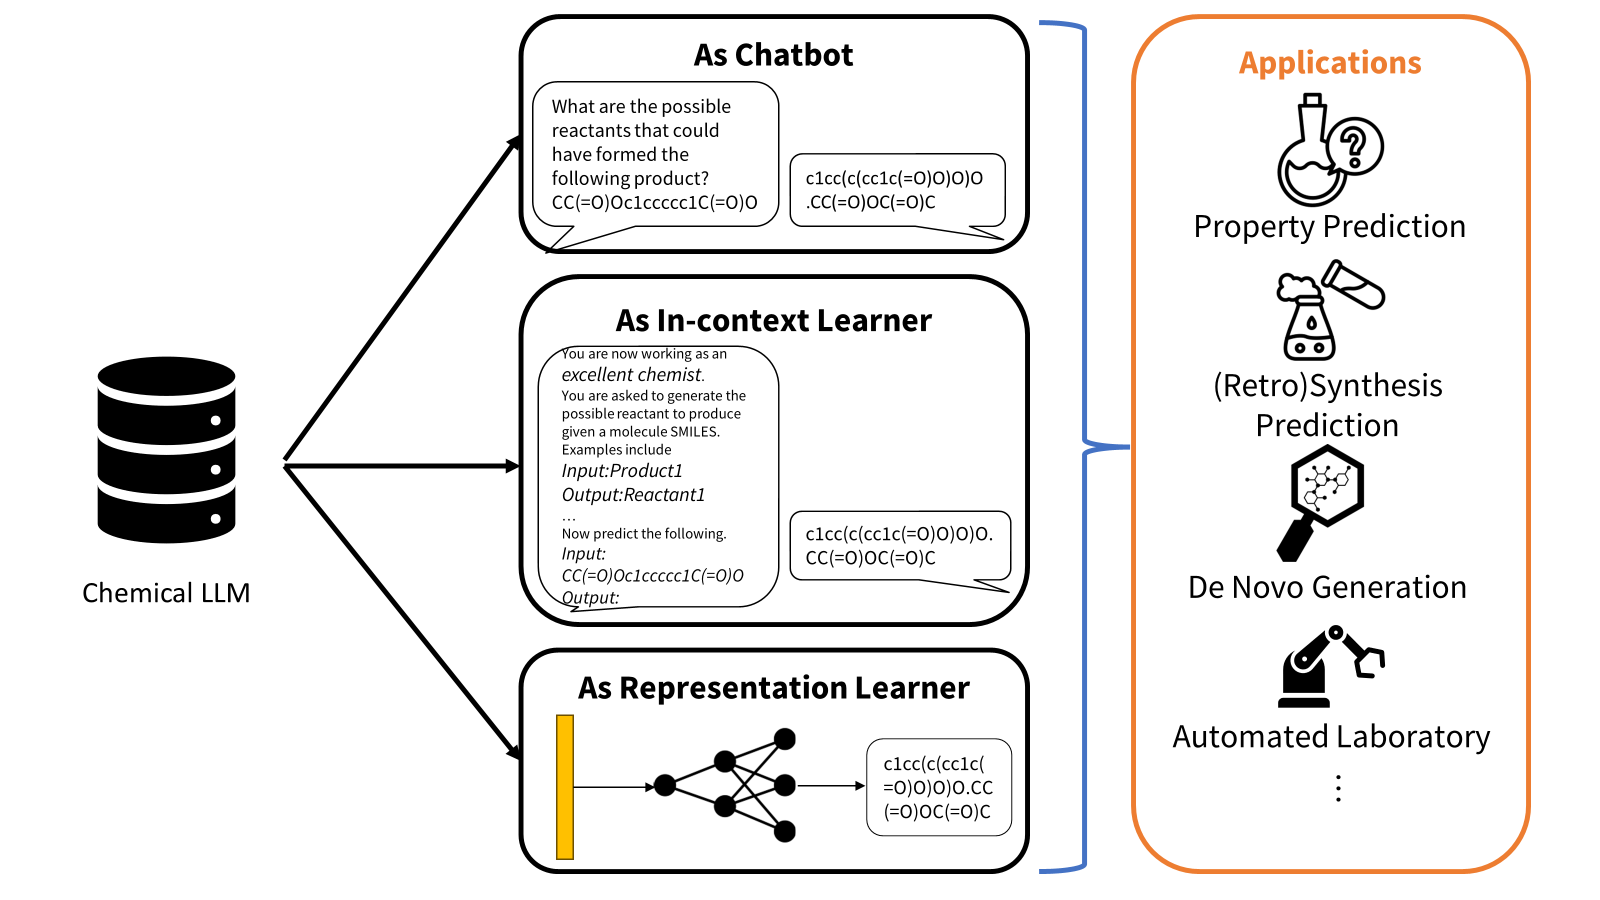 As Chatbot
What are the possible
reactants that could
have formed the
following product?
CC(=O)Oc1ccccc1C(=O)O
c1cc(c(cc1c(=O)O)O)O
.CC(=O)OC(=O)C
As In-context Learner
You are now working as an
excellent chemist.
You are asked to generate the
possible reactant to produce
given a molecule SMILES.
Examples include
Input:Product1
Output:Reactant1
...
Now predict the following.
Input:
CC(=O)Oc1ccccc1C(=O)O
Output:
c1cc(c(cc1c(=O)O)O)O.
CC(=O)OC(=O)C
As Representation Learner
c1cc(c(cc1c(
=O)O)O)O.CC
(=O)OC(=O)C
Chemical LLM
Applications
Property Prediction
(Retro)Synthesis
Prediction
De Novo Generation
Automated Laboratory
⋮